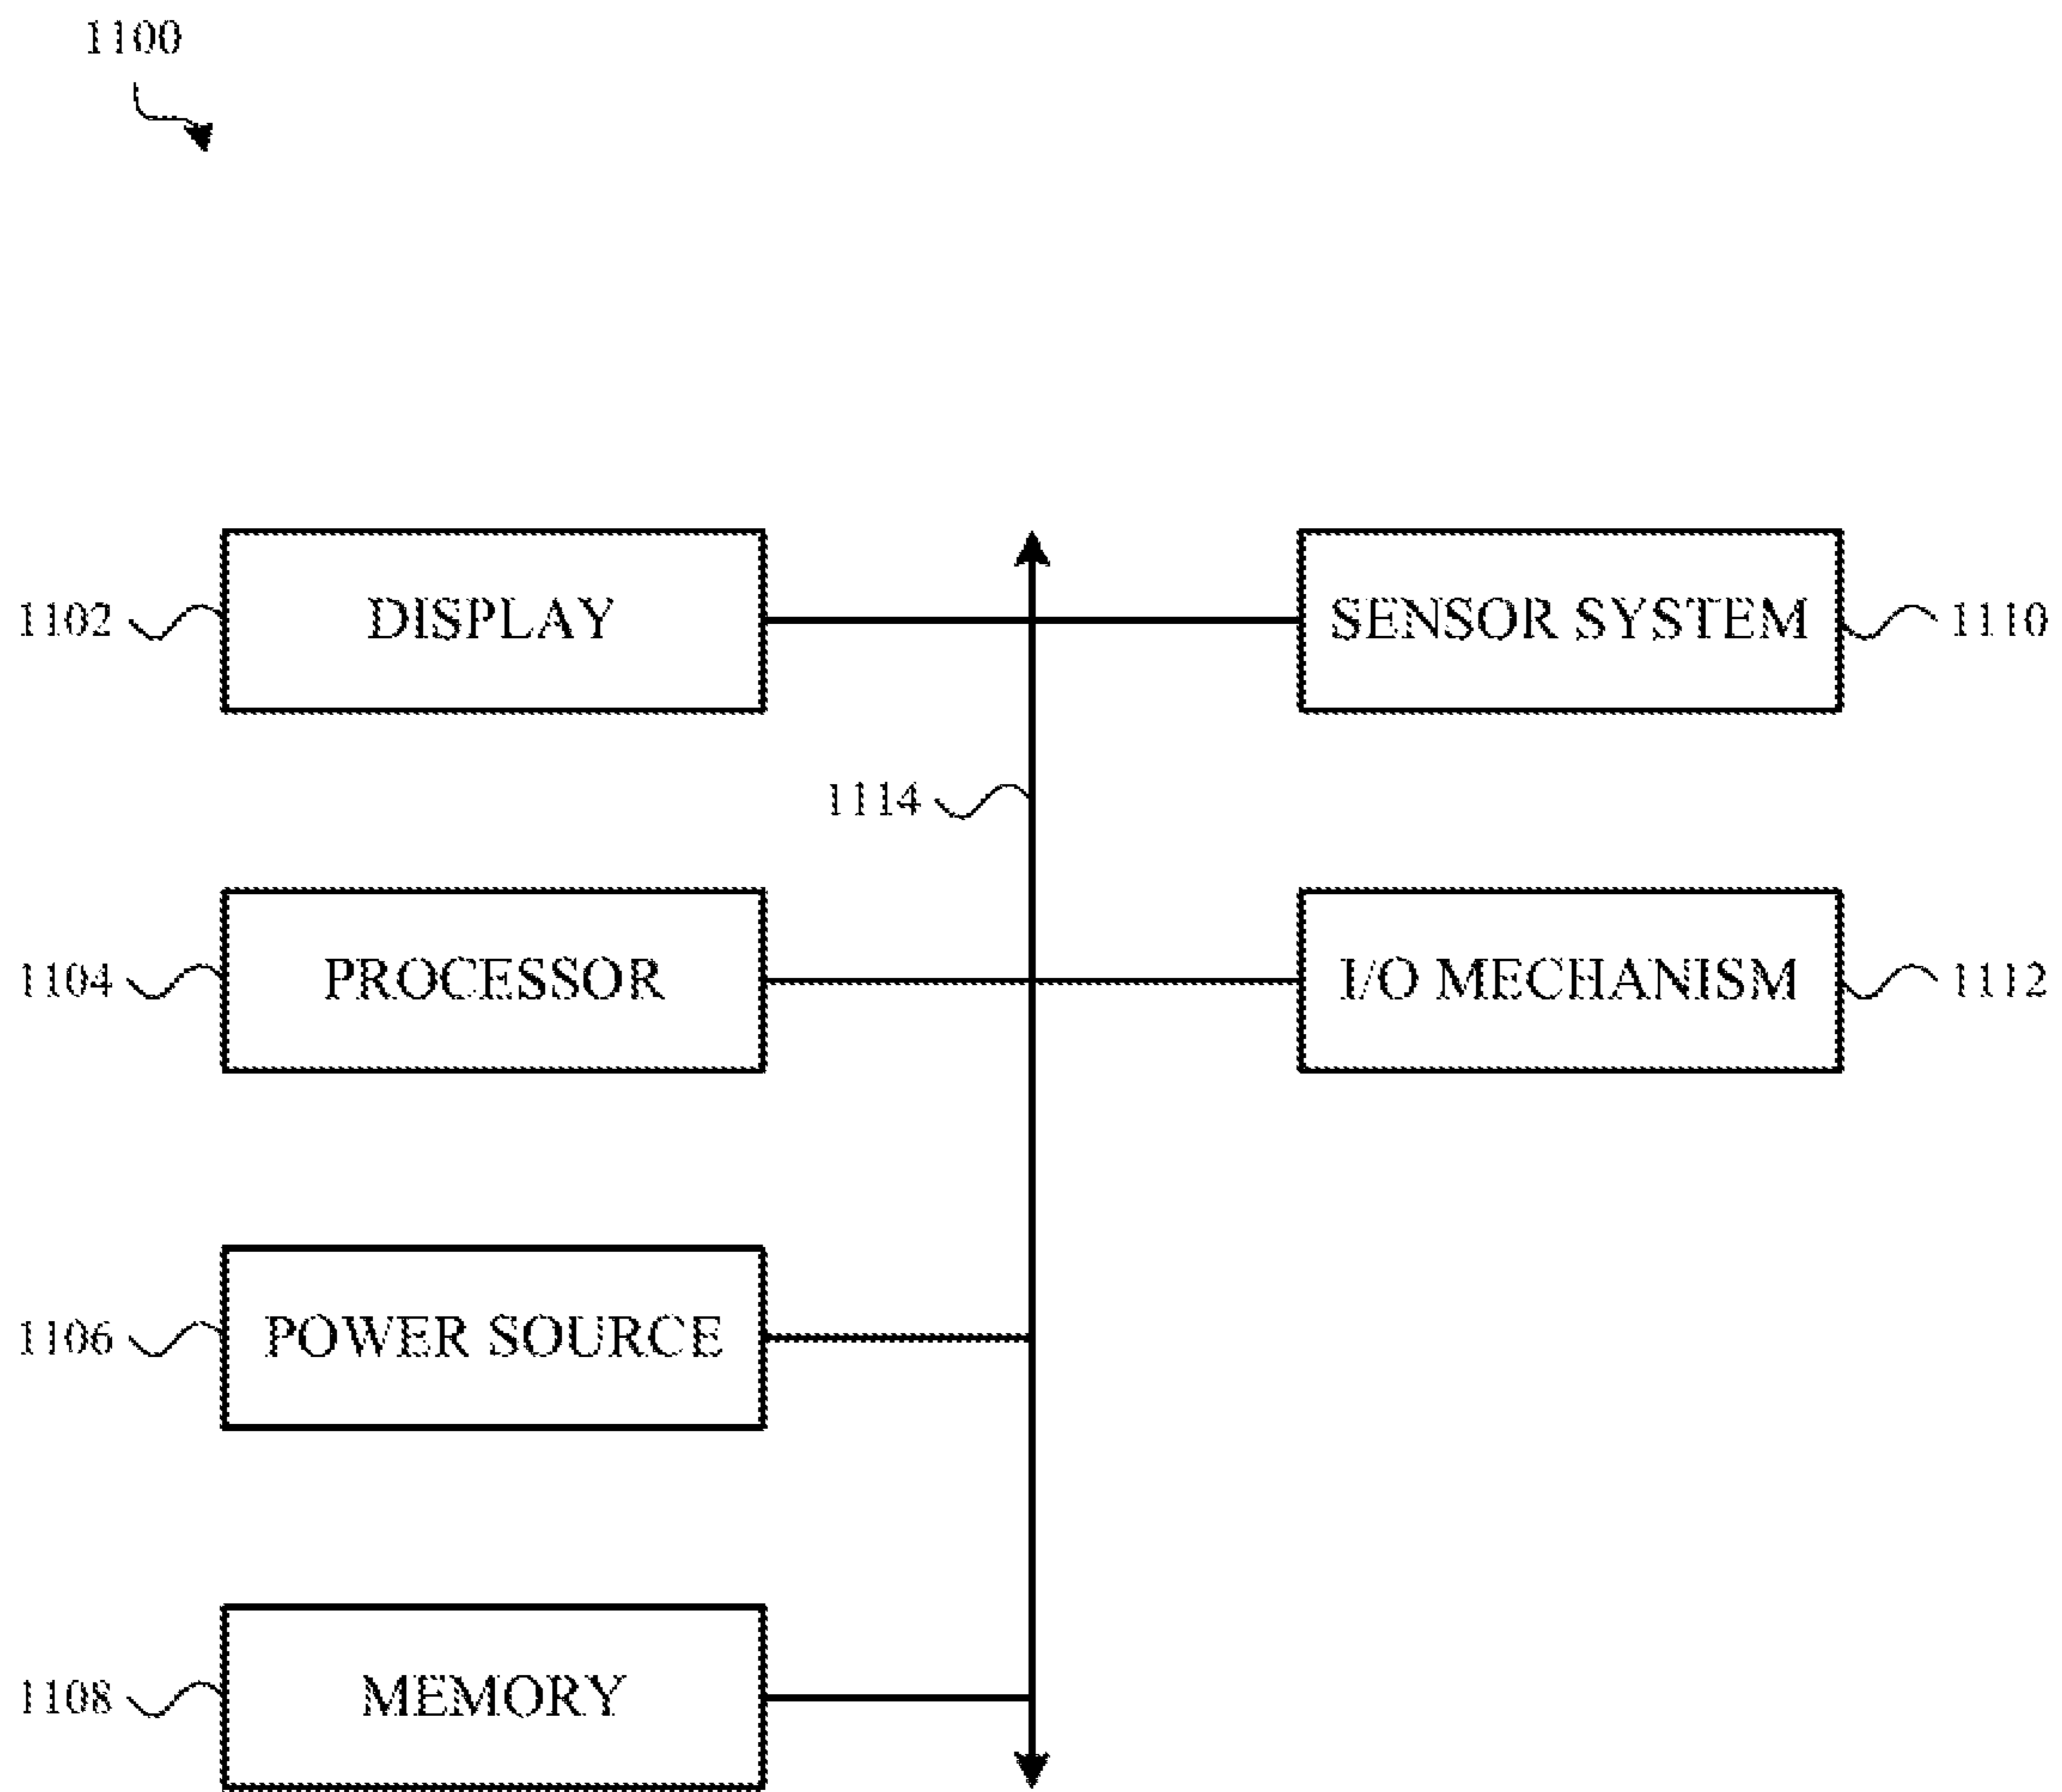 1100
1102 DISPLAY SENSOR SYSTEM 1110
1114
1104 PROCESSOR I/O MECHANISM 1112
1106 POWER SOURCE
1108 MEMORY